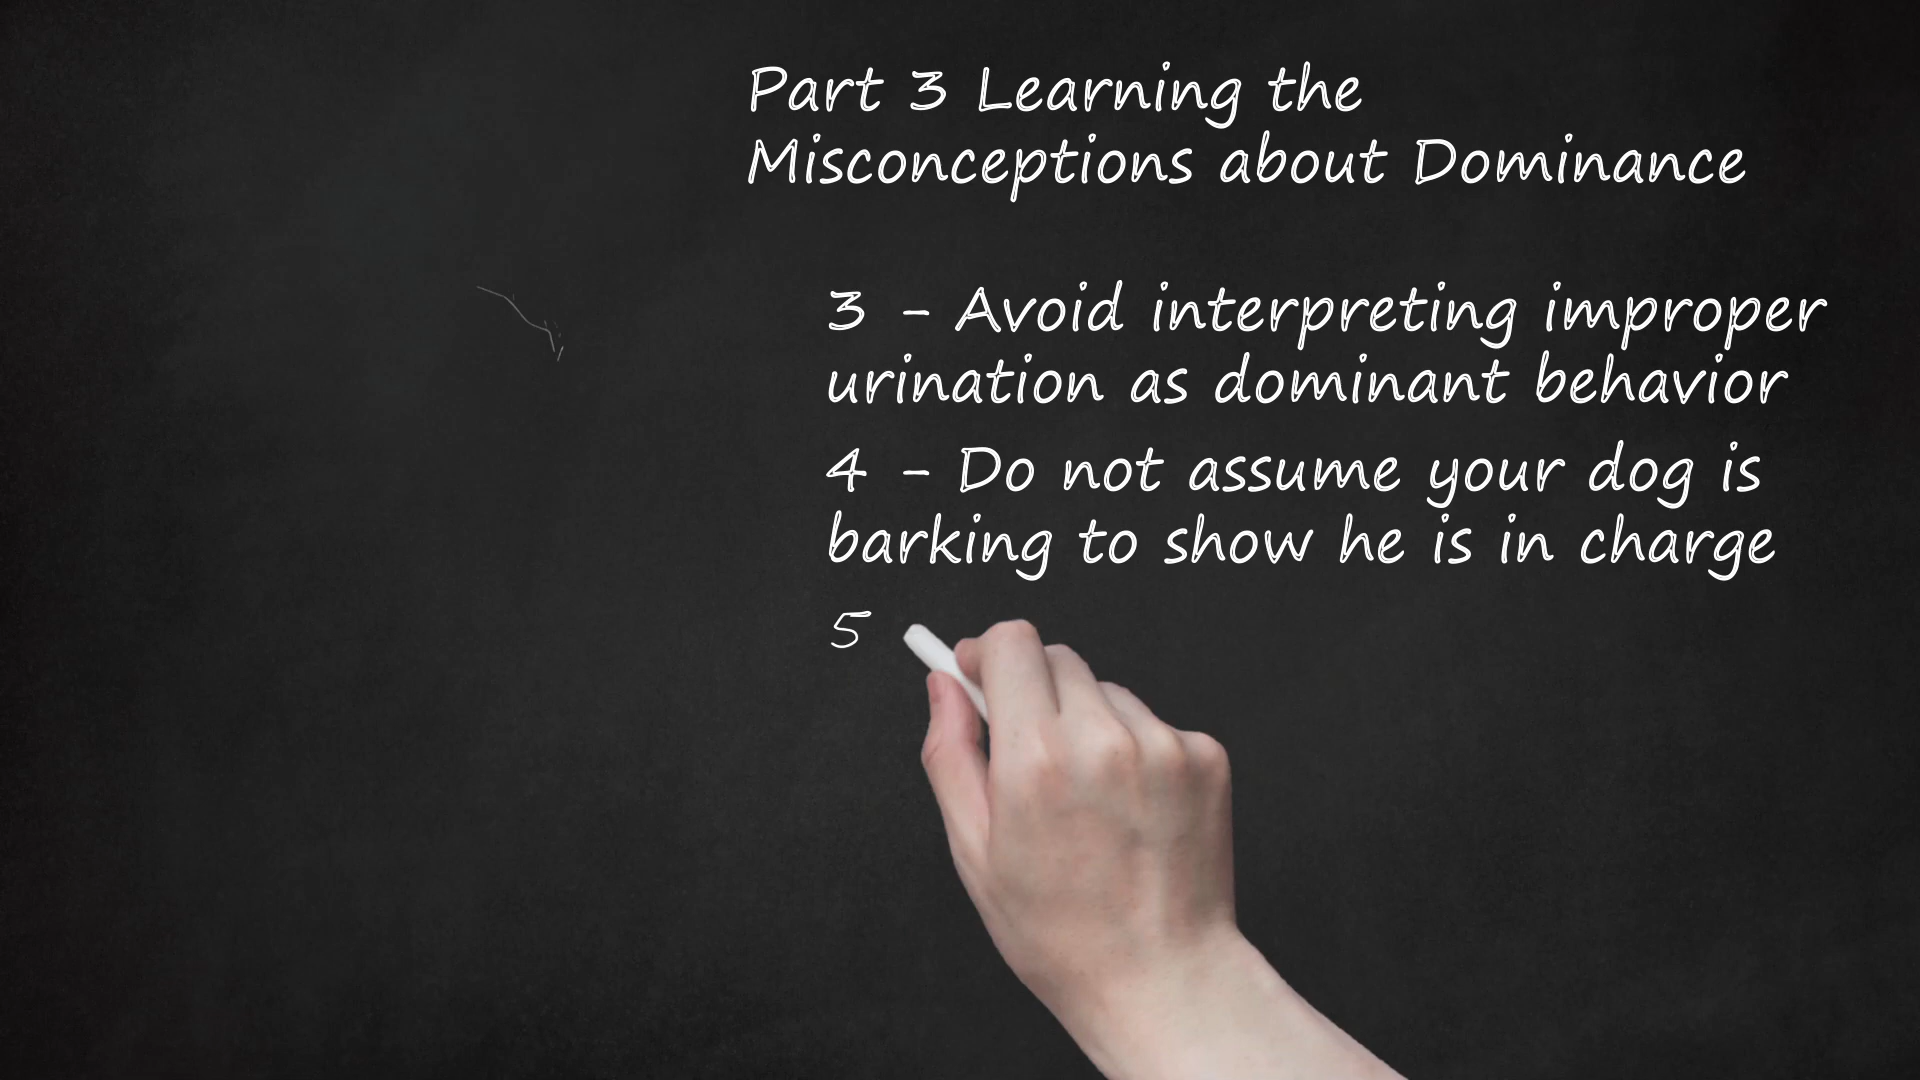 Part 3 Learning the
Misconceptions about Dominance
3 - Avoid interpreting improper
urination as dominant behavior
4 - Do not assume your dog is
barking to show he is in charge
5